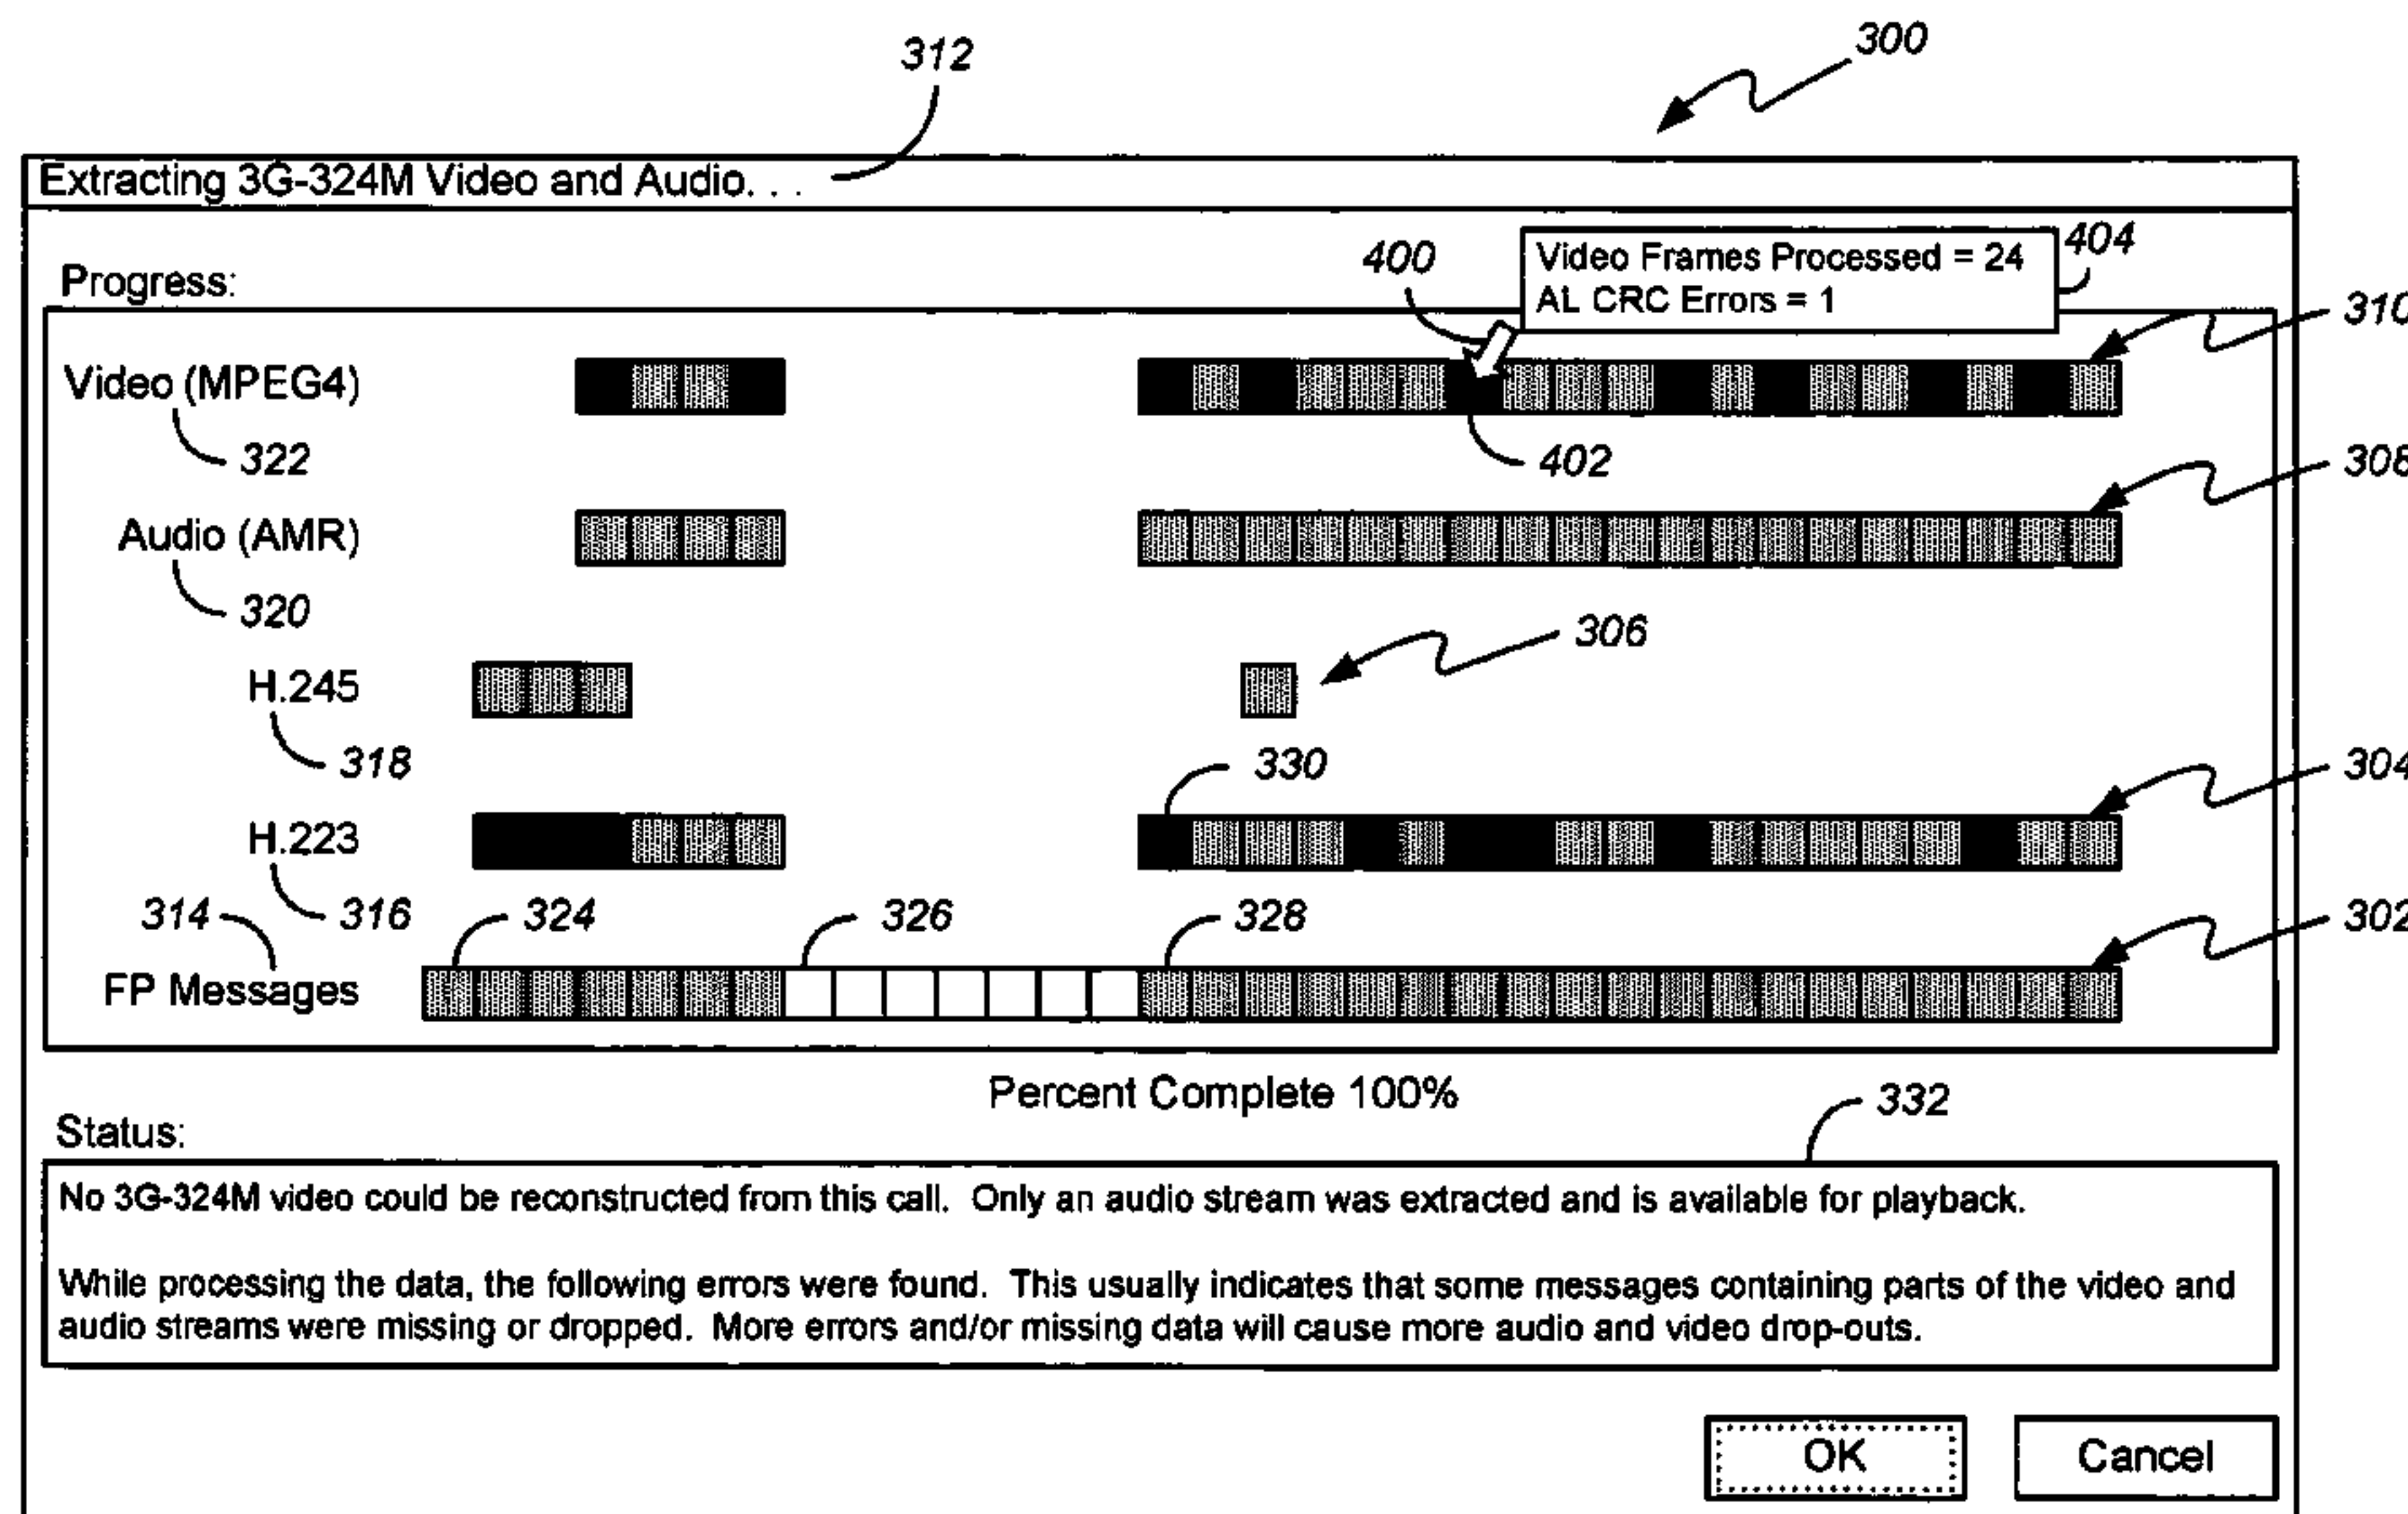 312
300
Extracting 3G-324M Video and Audio. . .
Progress:
400
Video Frames Processed = 24
AL CRC Errors = 1
404
310
Video (MPEG4)
322
402
308
Audio (AMR)
320
306
H.245
318
330
304
H.223
314
316
324
326
328
302
FP Messages
Percent Complete 100%
332
Status:
No 3G-324M video could be reconstructed from this call. Only an audio stream was extracted and is available for playback.
While processing the data, the following errors were found. This usually indicates that some messages containing parts of the video and
audio streams were missing or dropped. More errors and/or missing data will cause more audio and video drop-outs.
OK
Cancel